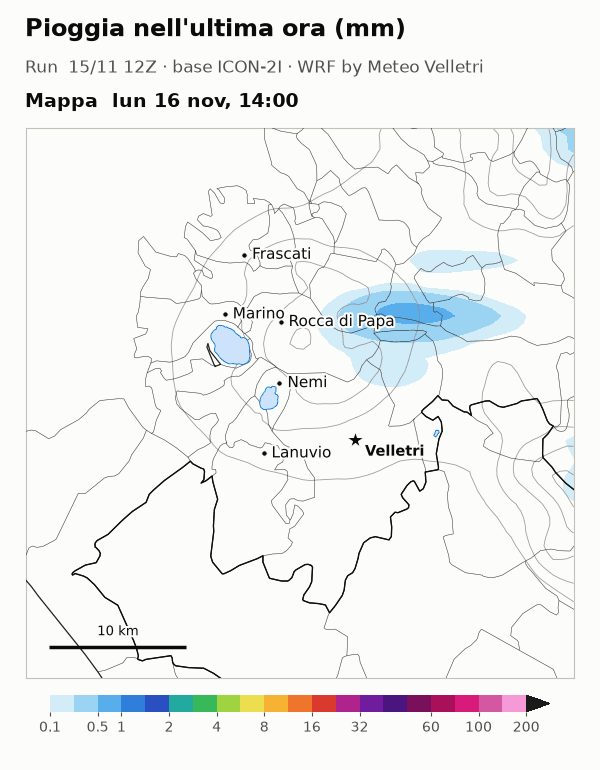 Pioggia nell'ultima ora (mm)
Run  15/11 12Z · base ICON-2I · WRF by Meteo Velletri
Mappa  lun 16 nov, 14:00
Frascati
Marino
Rocca di Papa
Nemi
Velletri
Lanuvio
10 km
0.1 0.5 1 2 4 8 16 32 60 100 200